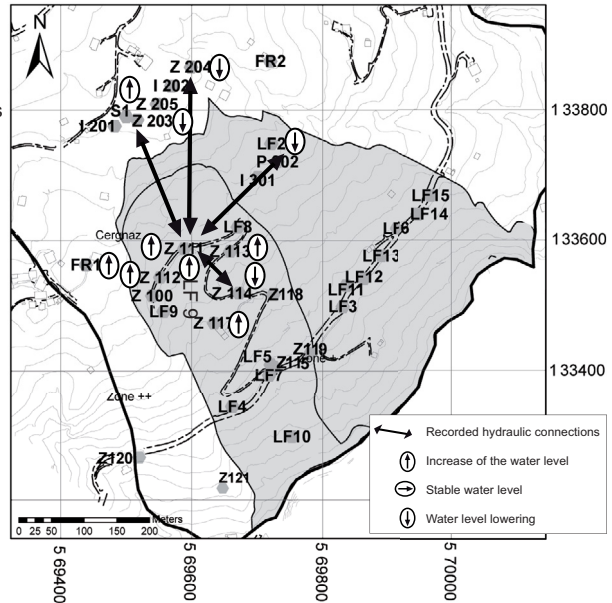 N
Z 204
FR2
I 202
Z 205
S1
Z 203
I 201
1 133800
LF2
P 302
I 301
LF15
LF14
LF8
LF6
Cergnaz
1 133600
Z 111
Z 113
LF13
FR1
Z 112
LF12
Z 100
Z 114
Z118
LF11
LF9
LF3
Z 117
Z119
LF5
Z115
1 133400
LF7
Zone ++
LF4
LF10
Z120
Z121
Recorded hydraulic connections
Increase of the water level
Stable water level
Water level lowering
Meters
0 25 50 100 150 200
5 69400
5 69600
5 69800
5 70000